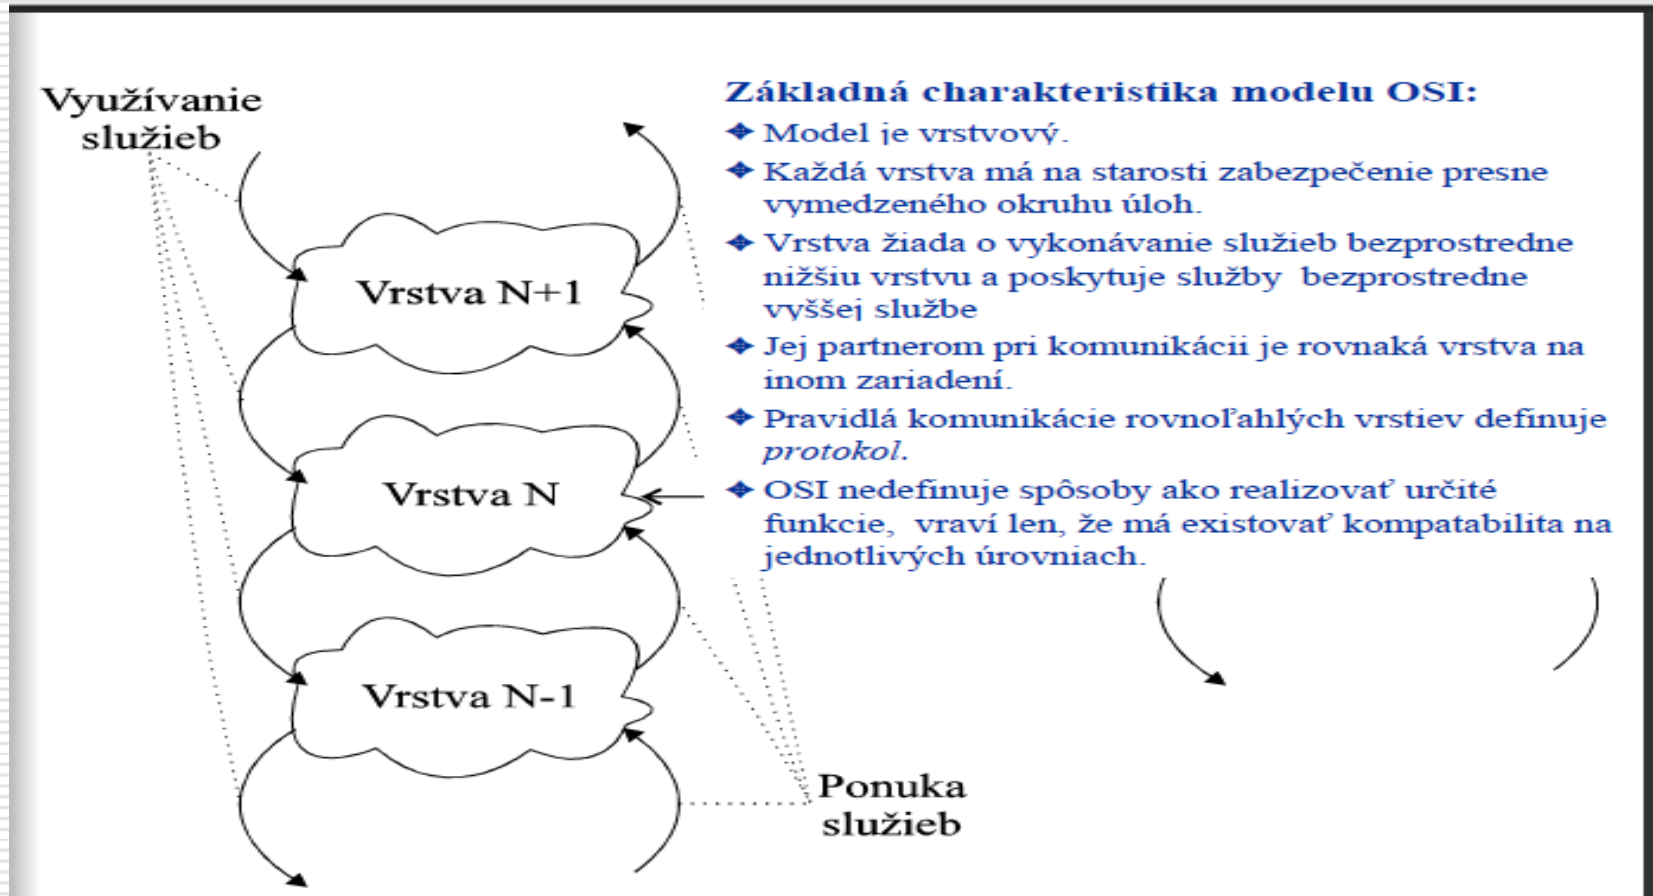 Využívanie
služieb
Vrstva N+1
Vrstva N
Vrstva N-1
Ponuka
služieb
Základná charakteristika modelu OSI:
Model je vrstvový.
Každá vrstva má na starosti zabezpečenie presne
vymedzeného okruhu úloh.
Vrstva žiada o vykonávanie služieb bezprostredne
nižšiu vrstvu a poskytuje služby bezprostredne
vyššej službe
Jej partnerom pri komunikácii je rovnaká vrstva na
inom zariadení.
Pravidlá komunikácie rovnoľahlých vrstiev definuje
protokol.
OSI nedefinuje spôsoby ako realizovať určité
funkcie, vraví len, že má existovať kompatabilita na
jednotlivých úrovniach.